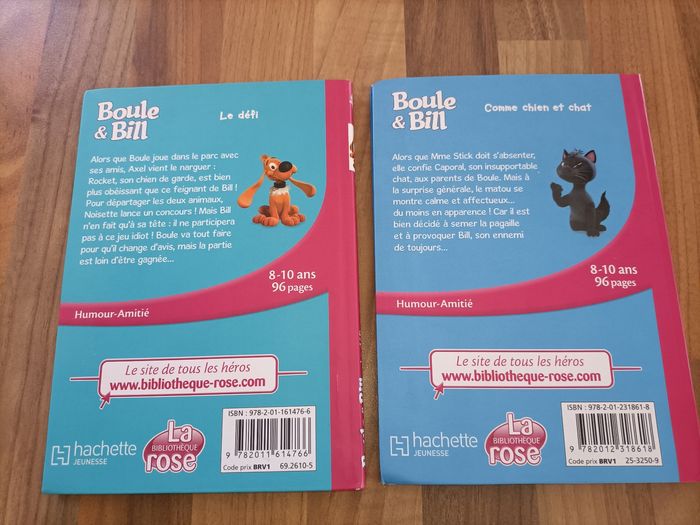 Boule
& Bill
Le défi
Alors que Boule joue dans le parc avec
ses amis, Axel vient le narguer :
Rocket, son chien de garde, est bien
plus obéissant que ce feignant de Bill !
Pour départager les deux animaux,
Noisette lance un concours ! Mais Bill
n'en fait qu'à sa tête : il ne participera
pas à ce jeu idiot ! Boule va tout faire
pour qu'il change d'avis, mais la partie
est loin d'être gagnée...
8-10 ans
96 pages
Humour-Amitié
Le site de tous les héros
www.bibliotheque-rose.com
hachette
JEUNESSE
La
BIBLIOTHÈQUE
rose
ISBN : 978-2-01-161476-6
9 782011 614766
Code prix BRV1
69.2610-5
Boule
& Bill
Comme chien et chat
Alors que Mme Stick doit s'absenter,
elle confie Caporal, son insupportable
chat, aux parents de Boule. Mais à
la surprise générale, le matou se
montre calme et affectueux...
du moins en apparence ! Car il est
bien décidé à semer la pagaille
et à provoquer Bill, son ennemi
de toujours...
8-10 ans
96 pages
Humour-Amitié
Le site de tous les héros
www.bibliotheque-rose.com
hachette
JEUNESSE
La
BIBLIOTHÈQUE
rose
ISBN : 978-2-01-231861-8
9 782012 318618
Code prix BRV1
25-3250-9